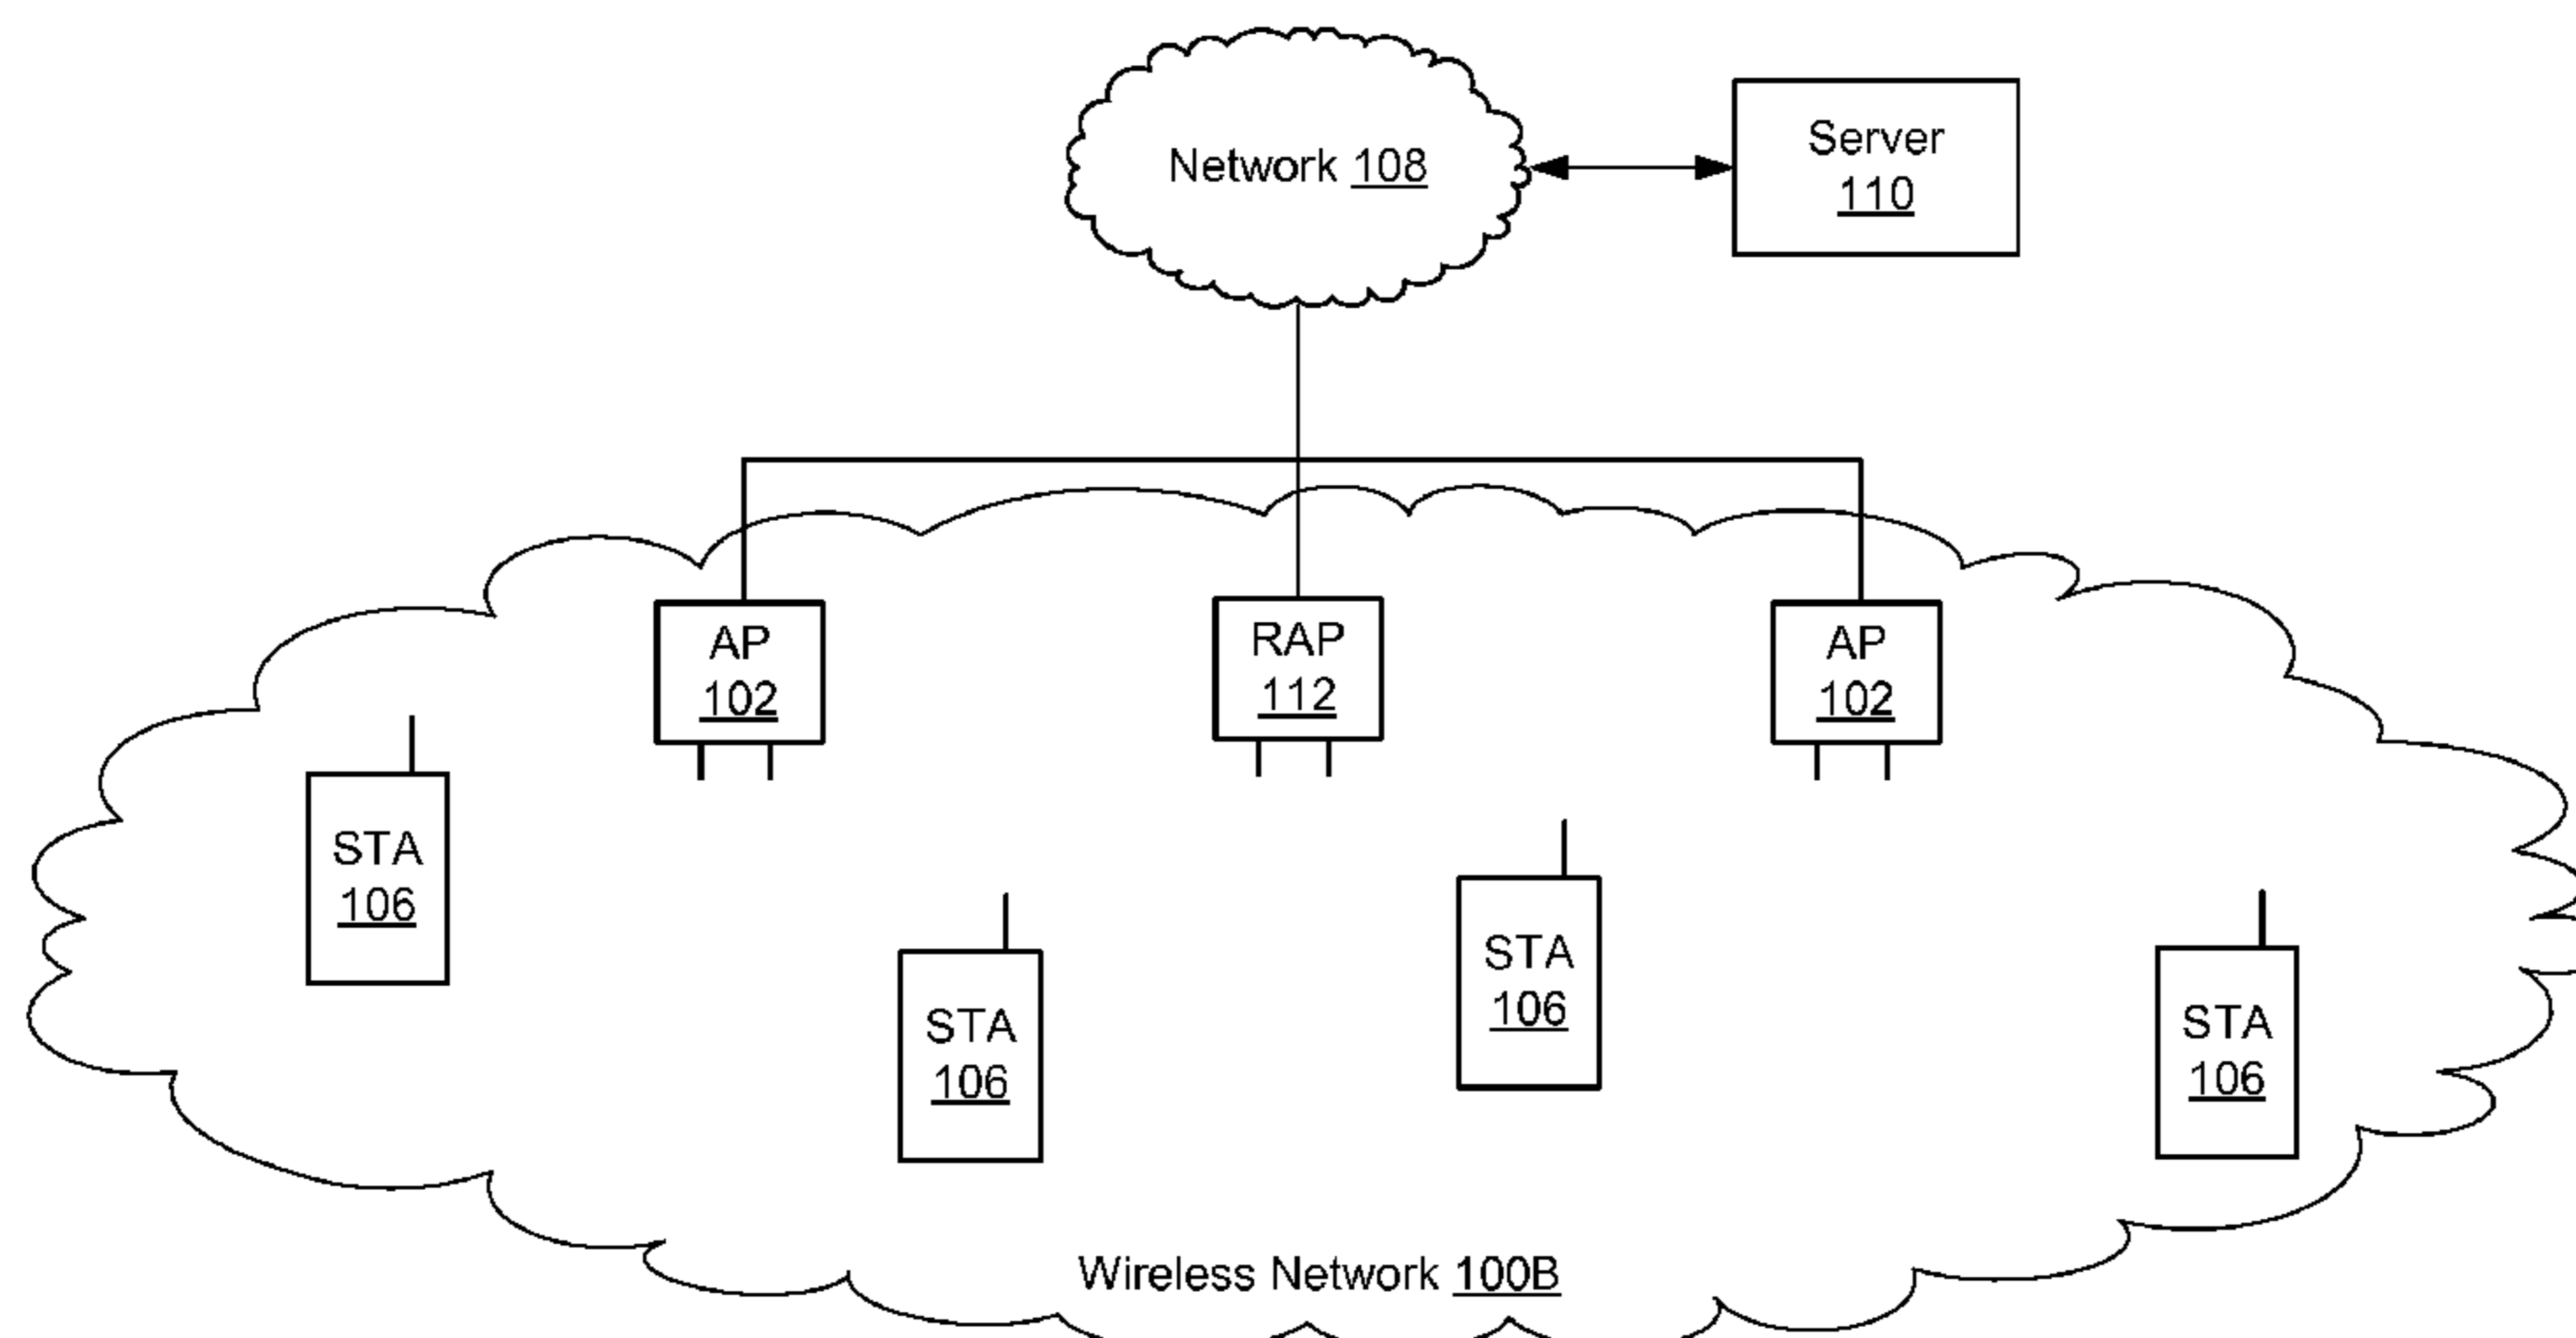 Network 108
Server
110
AP
102
RAP
112
AP
102
STA
106
STA
106
STA
106
STA
106
Wireless Network 100B